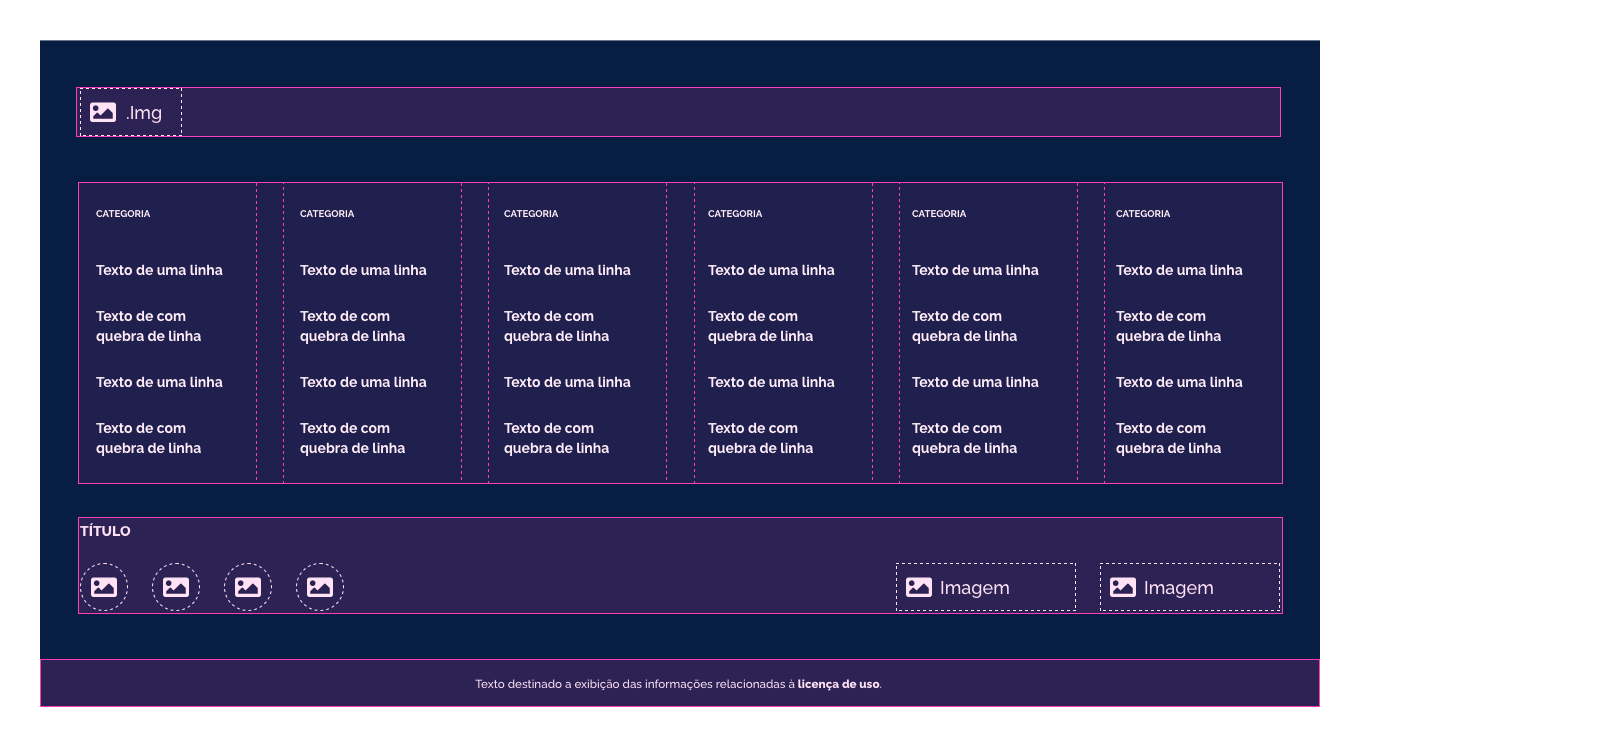 .Img
CATEGORIA
Texto de uma linha
Texto de com
quebra de linha
Texto de uma linha
Texto de com
quebra de linha
CATEGORIA
Texto de uma linha
Texto de com
quebra de linha
Texto de uma linha
Texto de com
quebra de linha
CATEGORIA
Texto de uma linha
Texto de com
quebra de linha
Texto de uma linha
Texto de com
quebra de linha
CATEGORIA
Texto de uma linha
Texto de com
quebra de linha
Texto de uma linha
Texto de com
quebra de linha
CATEGORIA
Texto de uma linha
Texto de com
quebra de linha
Texto de uma linha
Texto de com
quebra de linha
CATEGORIA
Texto de uma linha
Texto de com
quebra de linha
Texto de uma linha
Texto de com
quebra de linha
TÍTULO
Imagem
Imagem
Texto destinado a exibição das informações relacionadas à licença de uso.